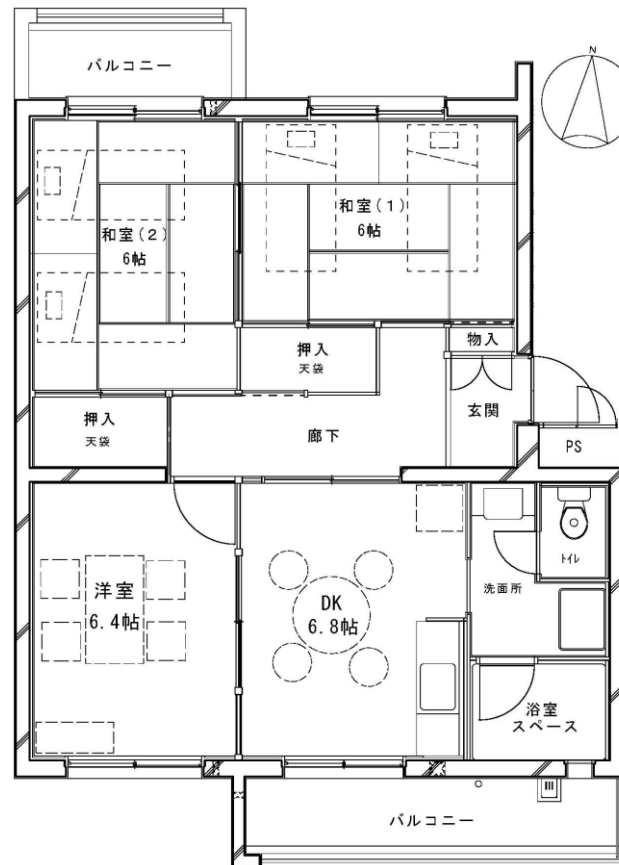 バルコニー
N
和室(1)
6帖
和室(2)
6帖
押入
天袋
物入
玄関
押入
天袋
廊下
PS
洋室
6.4帖
DK
6.8帖
洗面所
トイレ
浴室
スペース
バルコニー